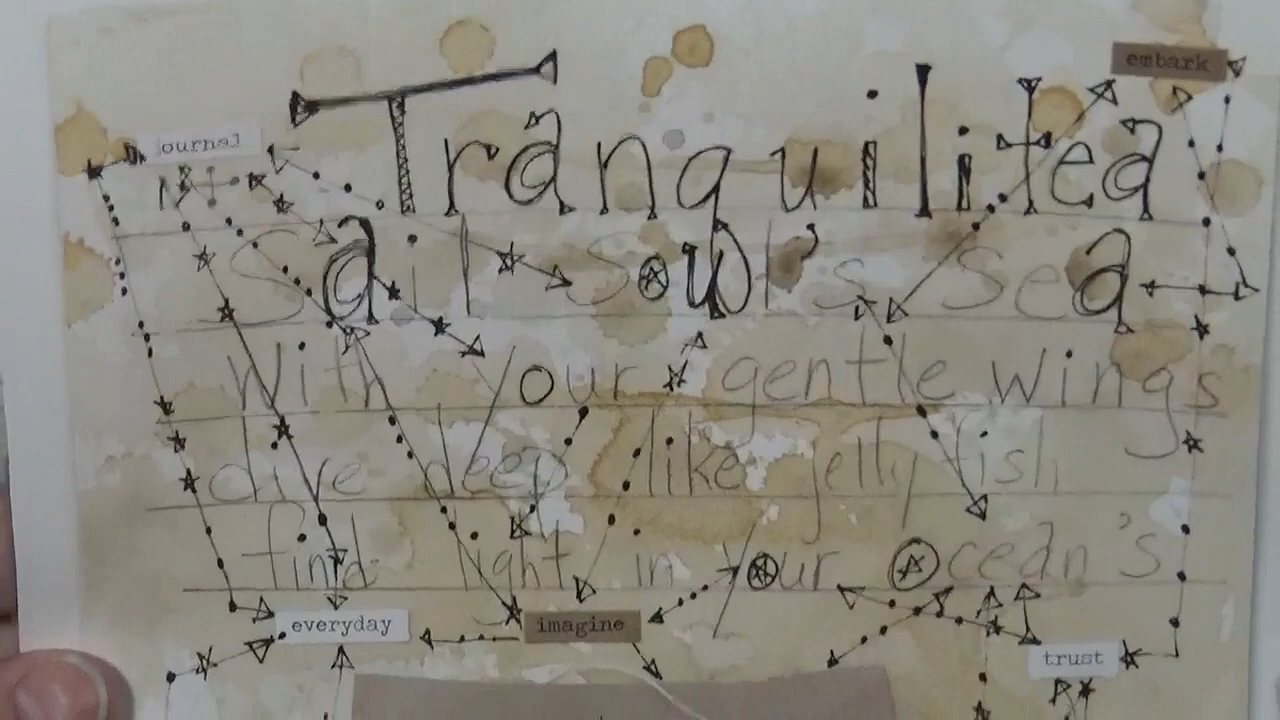 embark
journal
Tranquilitea
Sail Soul's Sea
With your gentle wings
dive deep like jelly fish
find light in your Ocean's
everyday
imagine
trust